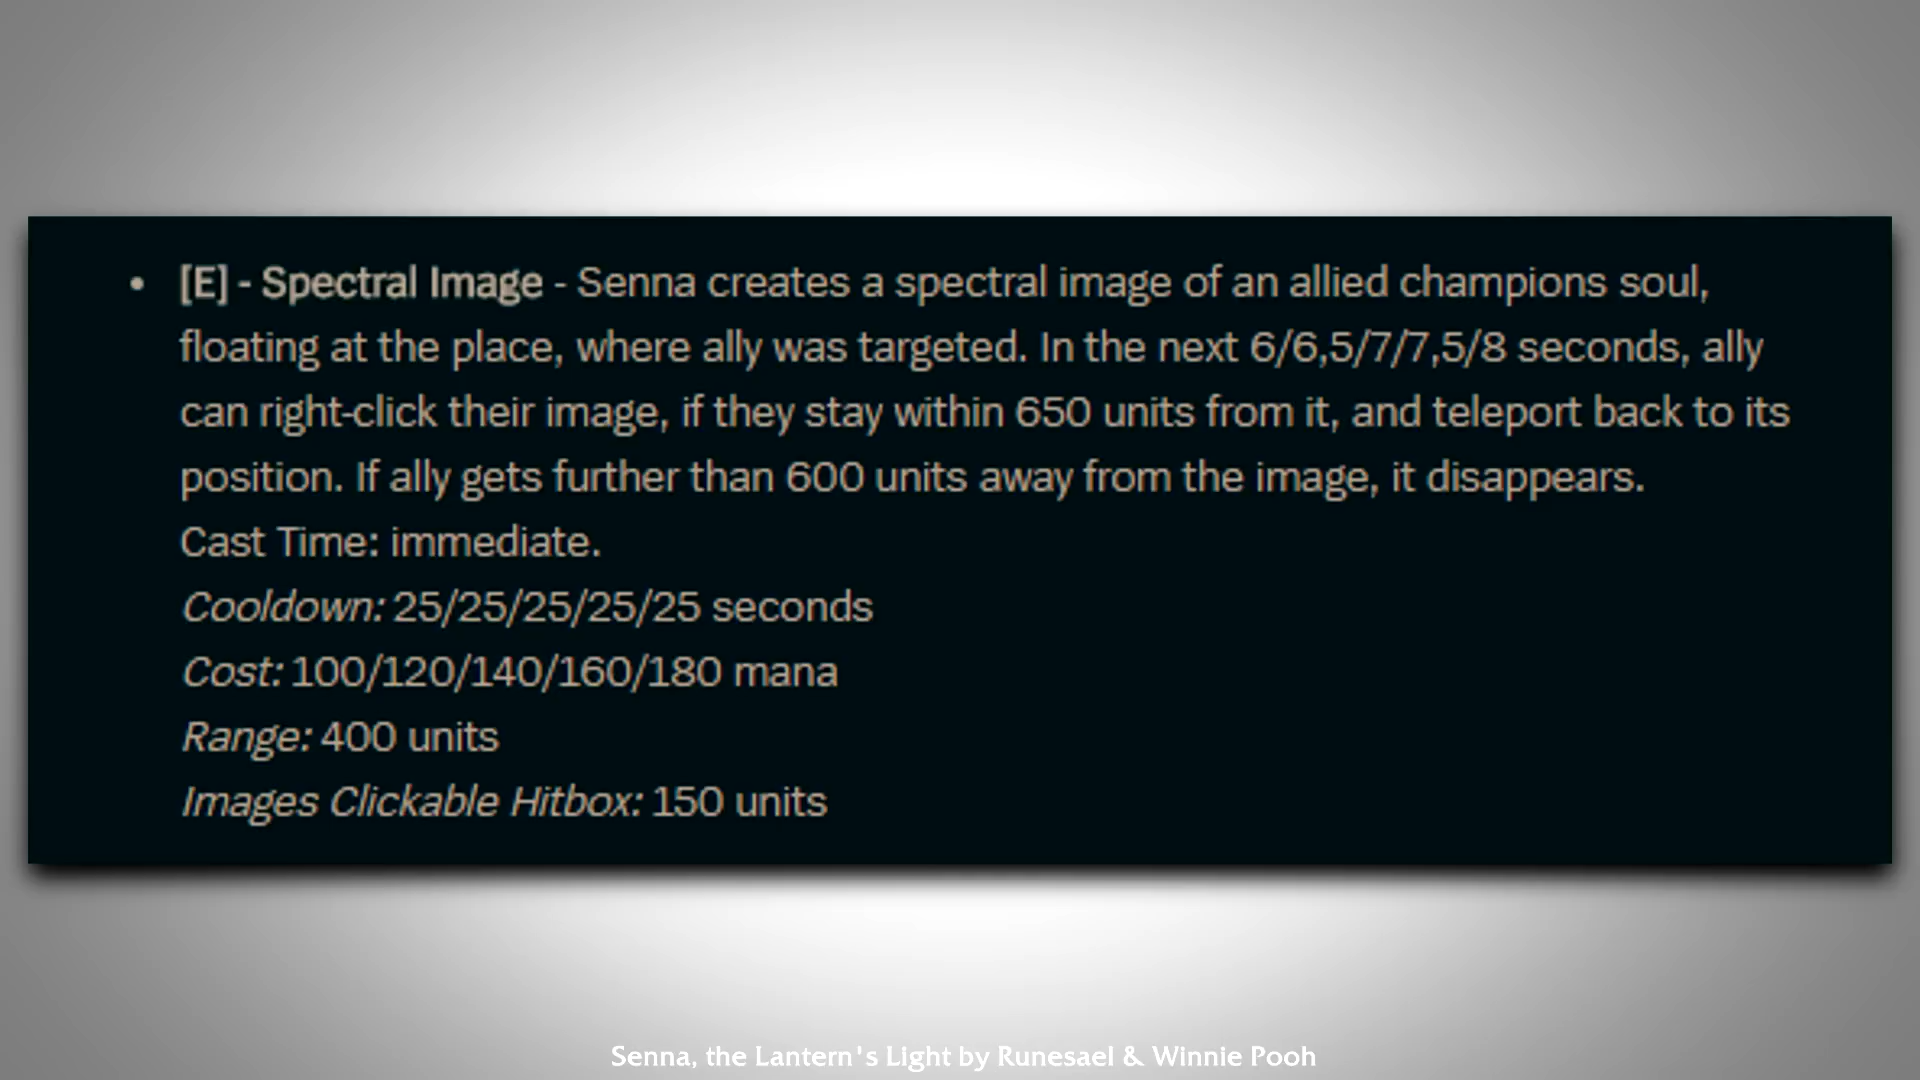 • [E] - Spectral Image - Senna creates a spectral image of an allied champions soul,
floating at the place, where ally was targeted. In the next 6/6,5/7/7,5/8 seconds, ally
can right-click their image, if they stay within 650 units from it, and teleport back to its
position. If ally gets further than 600 units away from the image, it disappears.
Cast Time: immediate.
Cooldown: 25/25/25/25/25 seconds
Cost: 100/120/140/160/180 mana
Range: 400 units
Images Clickable Hitbox: 150 units
Senna, the Lantern's Light by Runesael & Winnie Pooh